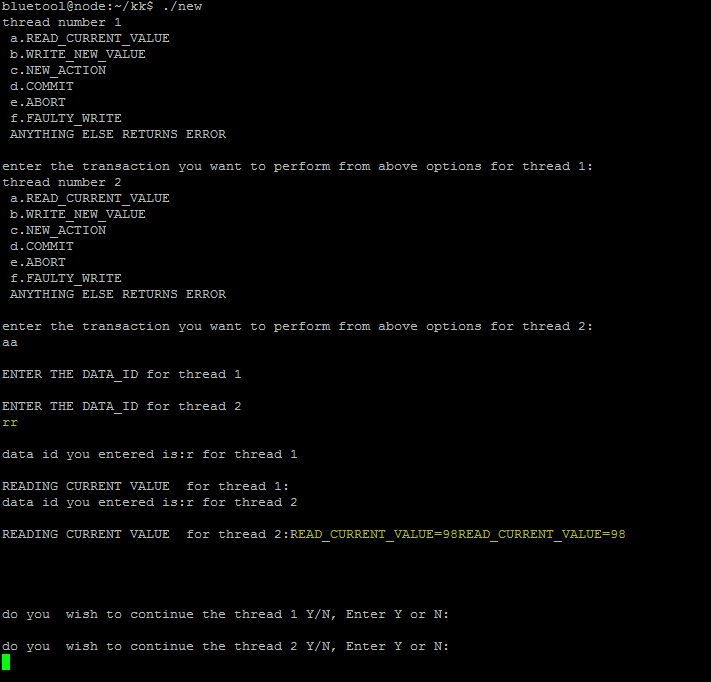 bluetool@node:~/kk$ ./new
thread number 1
a.READ_CURRENT_VALUE
b.WRITE_NEW_VALUE
c.NEW_ACTION
d.COMMIT
e.ABORT
f.FAULTY_WRITE
ANYTHING ELSE RETURNS ERROR
enter the transaction you want to perform from above options for thread 1:
thread number 2
a.READ_CURRENT_VALUE
b.WRITE_NEW_VALUE
c.NEW_ACTION
d.COMMIT
e.ABORT
f.FAULTY_WRITE
ANYTHING ELSE RETURNS ERROR
enter the transaction you want to perform from above options for thread 2:
aa
ENTER THE DATA_ID for thread 1
ENTER THE DATA_ID for thread 2
rr
data id you entered is:r for thread 1
READING CURRENT VALUE  for thread 1:
data id you entered is:r for thread 2
READING CURRENT VALUE  for thread 2:READ_CURRENT_VALUE=98READ_CURRENT_VALUE=98
do you  wish to continue the thread 1 Y/N, Enter Y or N:
do you  wish to continue the thread 2 Y/N, Enter Y or N: